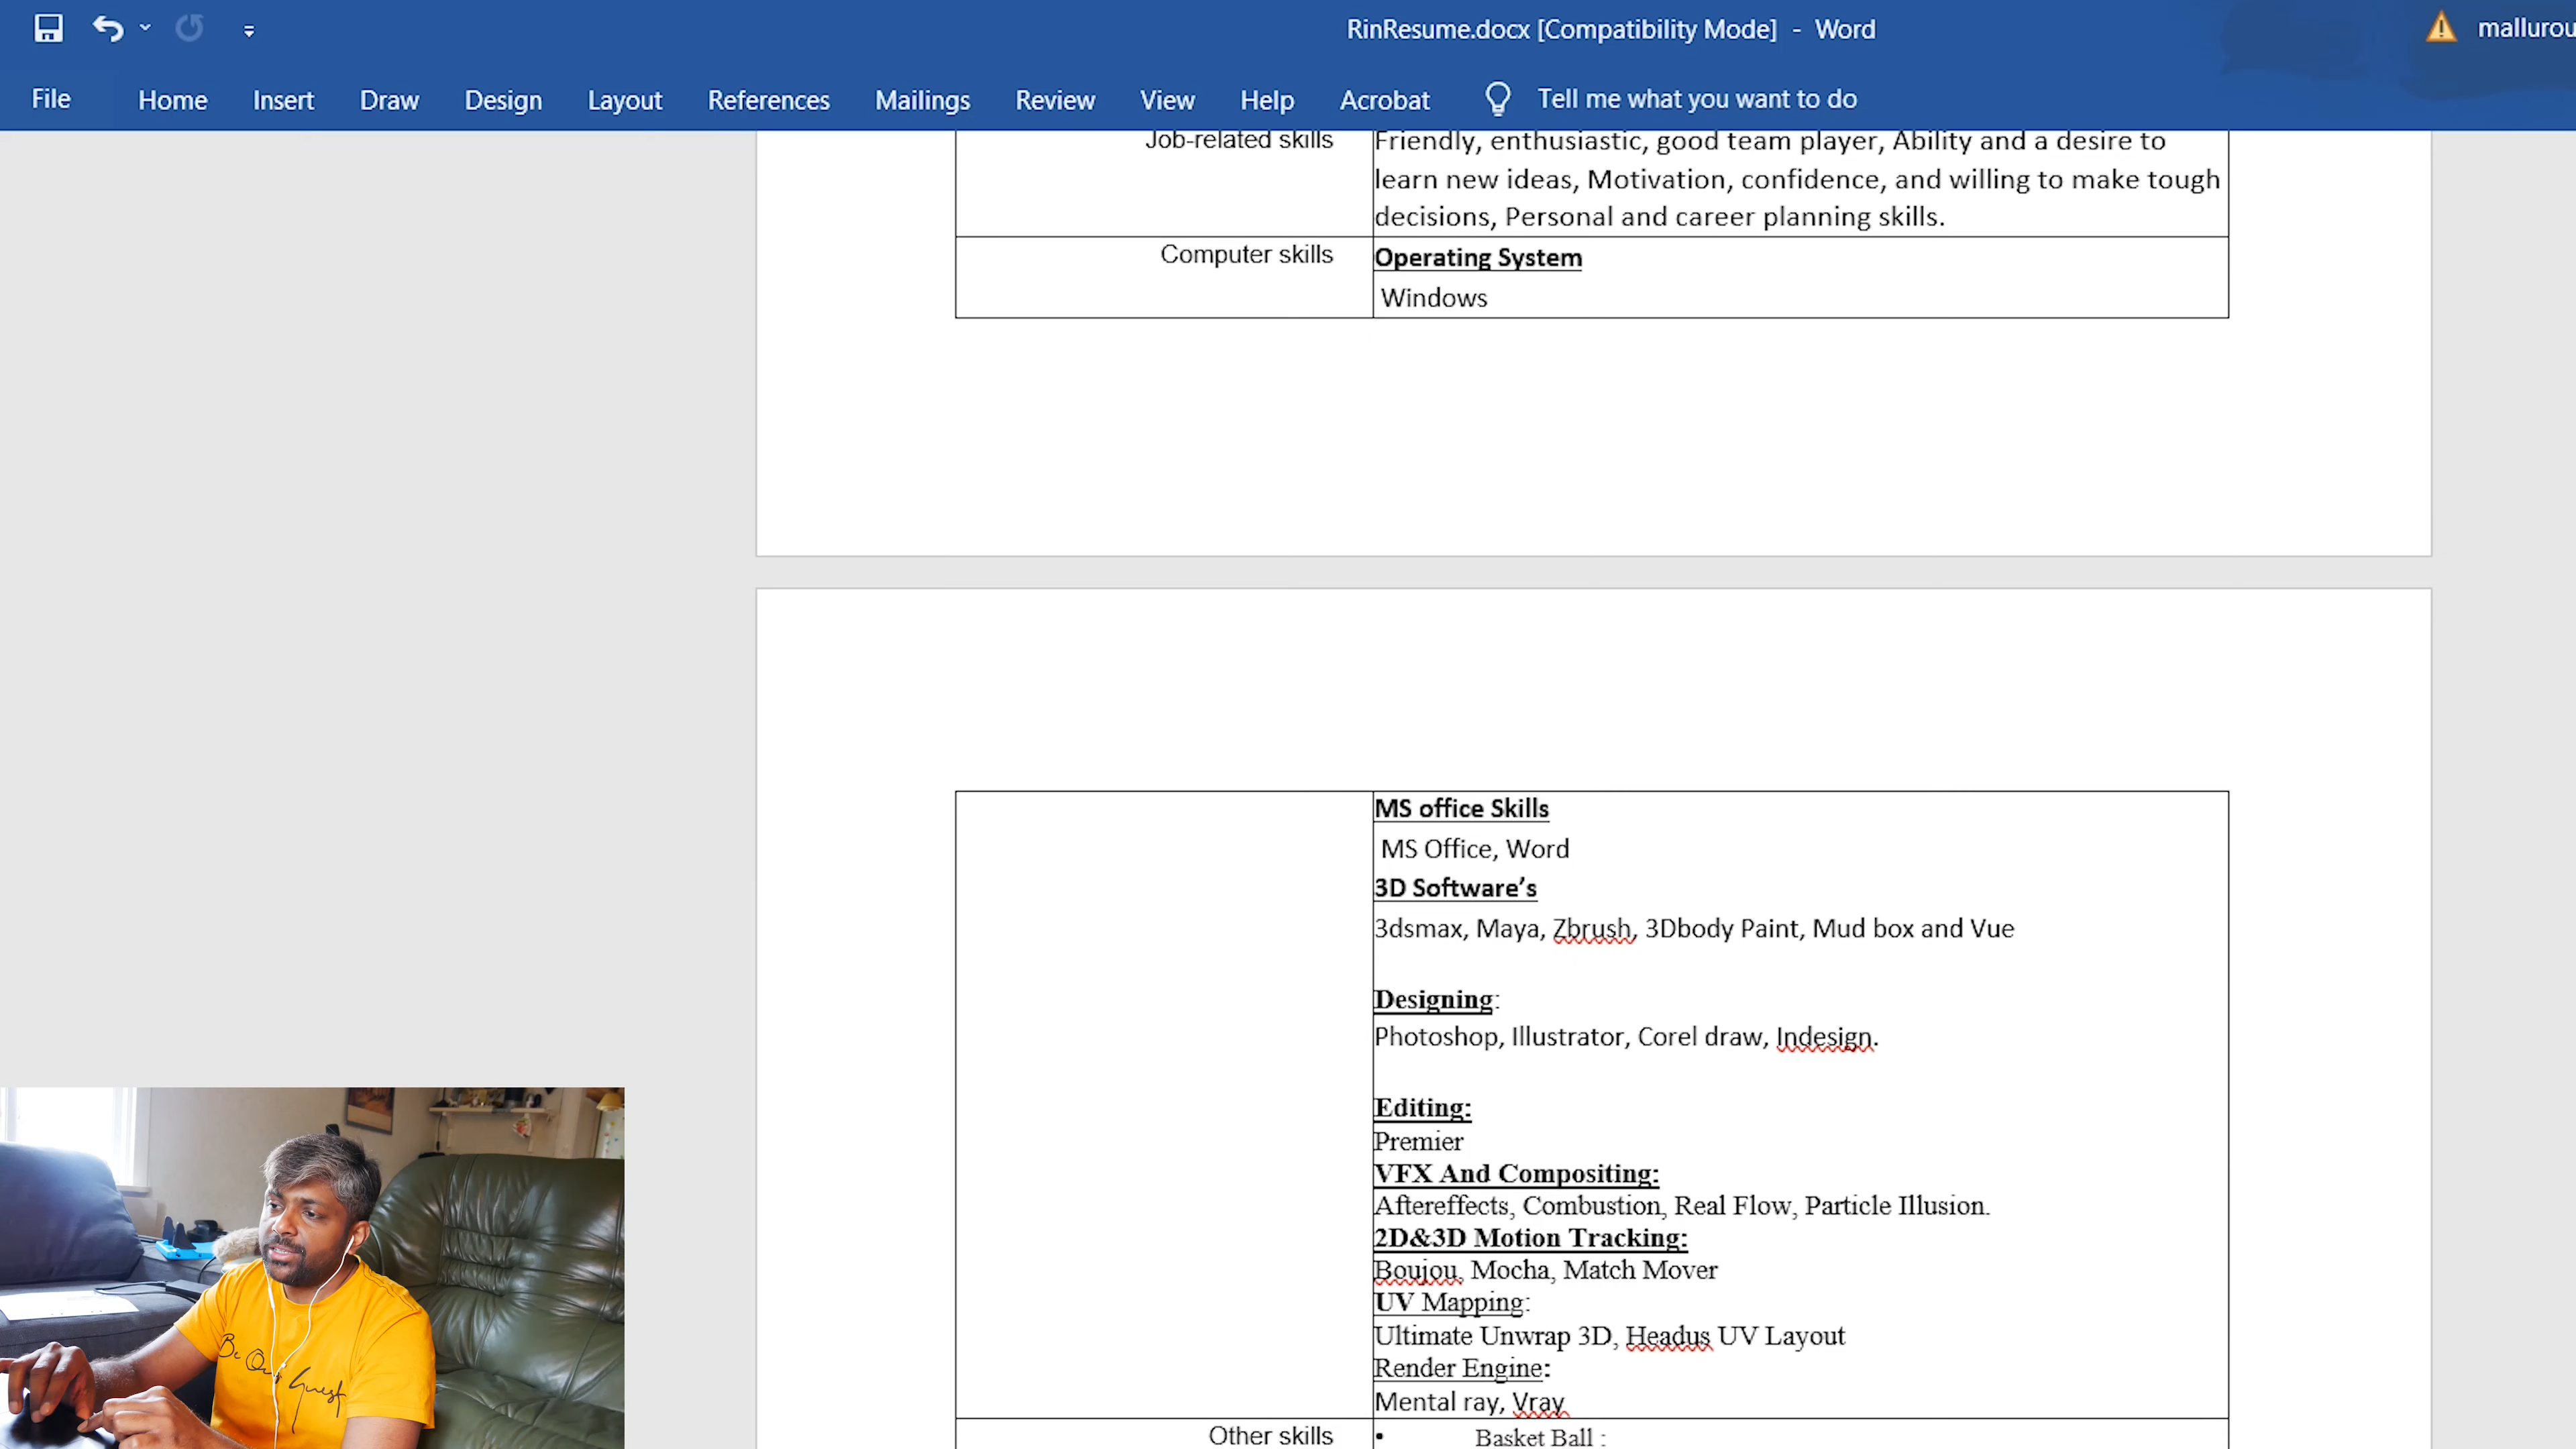 RinResume.docx [Compatibility Mode] - Word
mallurou
File Home Insert Draw Design Layout References Mailings Review View Help Acrobat Tell me what you want to do
Job-related skills Friendly, enthusiastic, good team player, Ability and a desire to
learn new ideas, Motivation, confidence, and willing to make tough
decisions, Personal and career planning skills.
Computer skills Operating System
Windows
MS office Skills
MS Office, Word
3D Software’s
3dsmax, Maya, Zbrush, 3Dbody Paint, Mud box and Vue
Designing:
Photoshop, Illustrator, Corel draw, Indesign.
Editing:
Premier
VFX And Compositing:
Aftereffects, Combustion, Real Flow, Particle Illusion.
2D&3D Motion Tracking:
Boujou, Mocha, Match Mover
UV Mapping:
Ultimate Unwrap 3D, Headus UV Layout
Render Engine:
Mental ray, Vray
Other skills • Basket Ball :
Be Our Guest